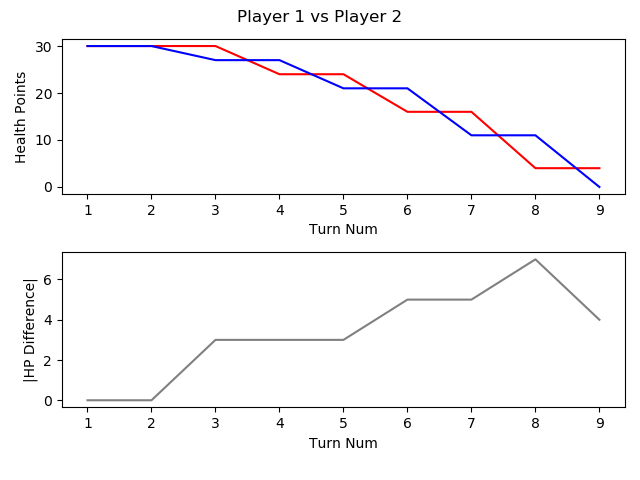 Player 1 vs Player 2
30
20
10
0
Health Points
1 2 3 4 5 6 7 8 9
Turn Num
6
4
2
0
|HP Difference|
1 2 3 4 5 6 7 8 9
Turn Num